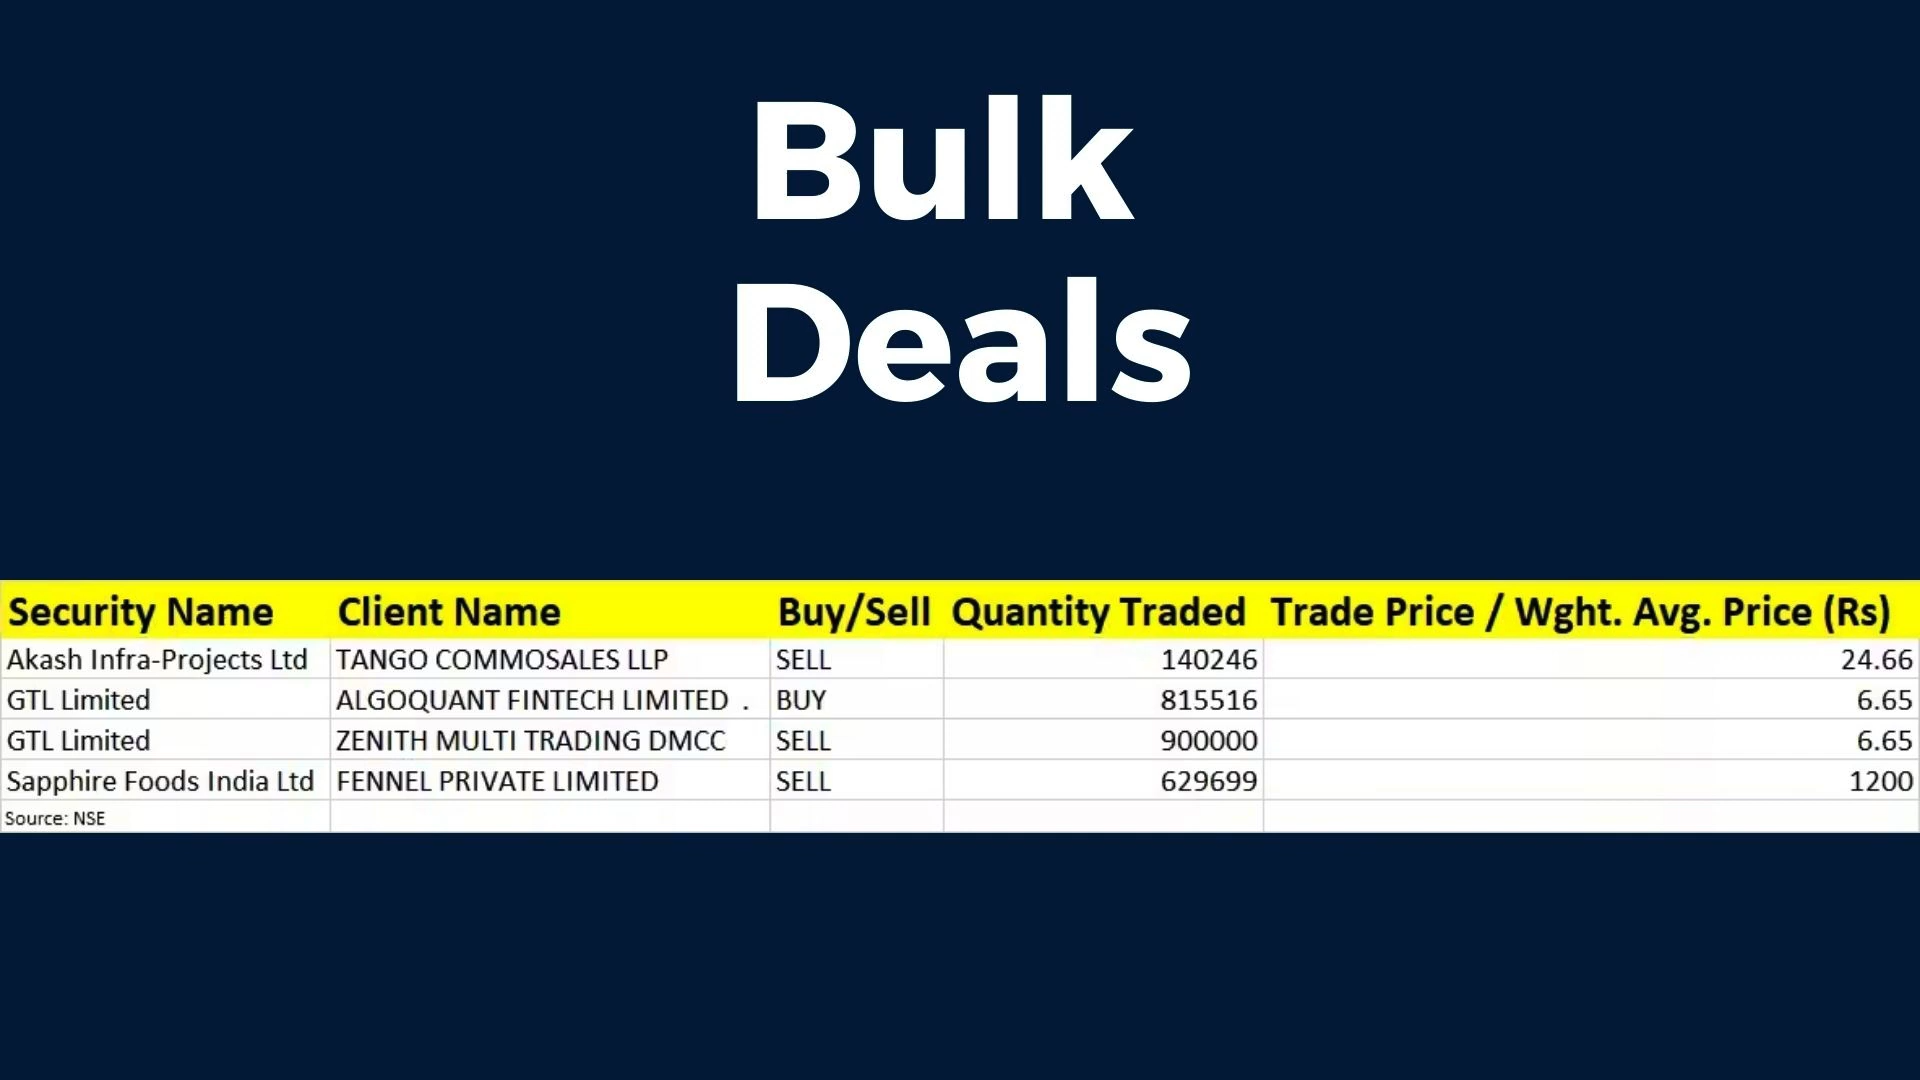 Bulk
Deals
Security Name Client Name Buy/Sell Quantity Traded Trade Price / Wght. Avg. Price (Rs)
Akash Infra-Projects Ltd TANGO COMMOSALES LLP SELL 140246 24.66
GTL Limited ALGOQUANT FINTECH LIMITED . BUY 815516 6.65
GTL Limited ZENITH MULTI TRADING DMCC SELL 900000 6.65
Sapphire Foods India Ltd FENNEL PRIVATE LIMITED SELL 629699 1200
Source: NSE